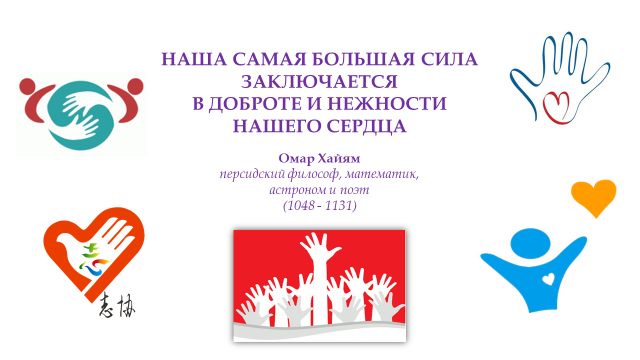 НАША САМАЯ БОЛЬШАЯ СИЛА
ЗАКЛЮЧАЕТСЯ
В ДОБРОТЕ И НЕЖНОСТИ
НАШЕГО СЕРДЦА
Омар Хайям
персидский философ, математик,
астроном и поэт
(1048 - 1131)
志协